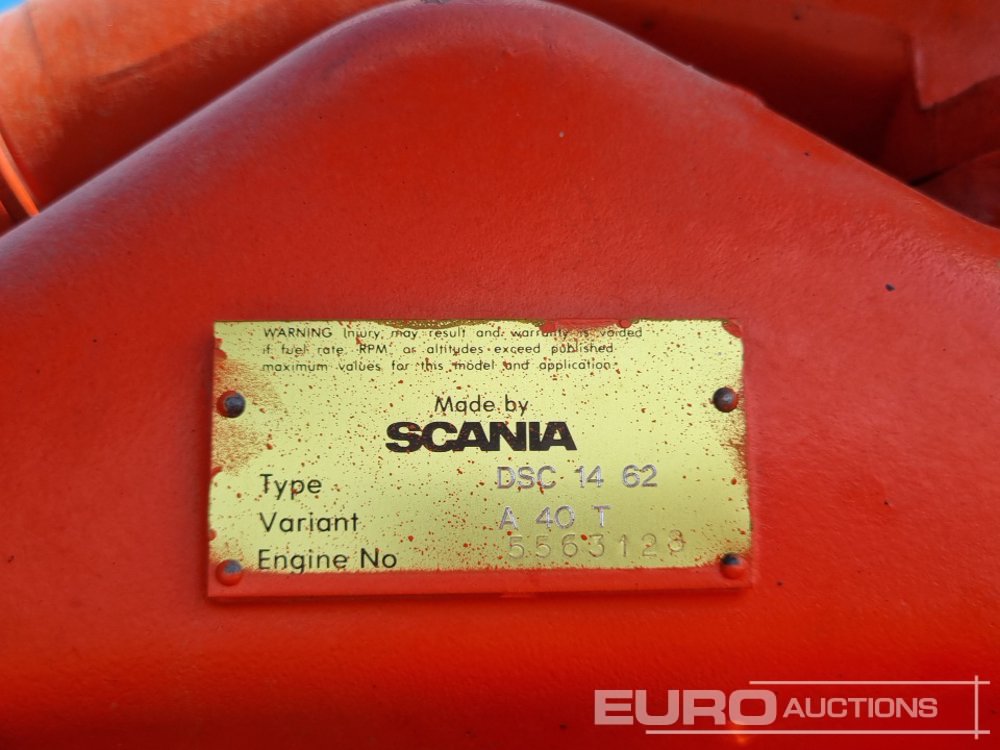 WARNING Injury, may result and warranty is voided
if fuel rate, RPM, or altitudes exceed published
maximum values for this model and application.
Made by
SCANIA
Type DSC 14 62
Variant A 40 T
Engine No 5563128
EURO AUCTIONS